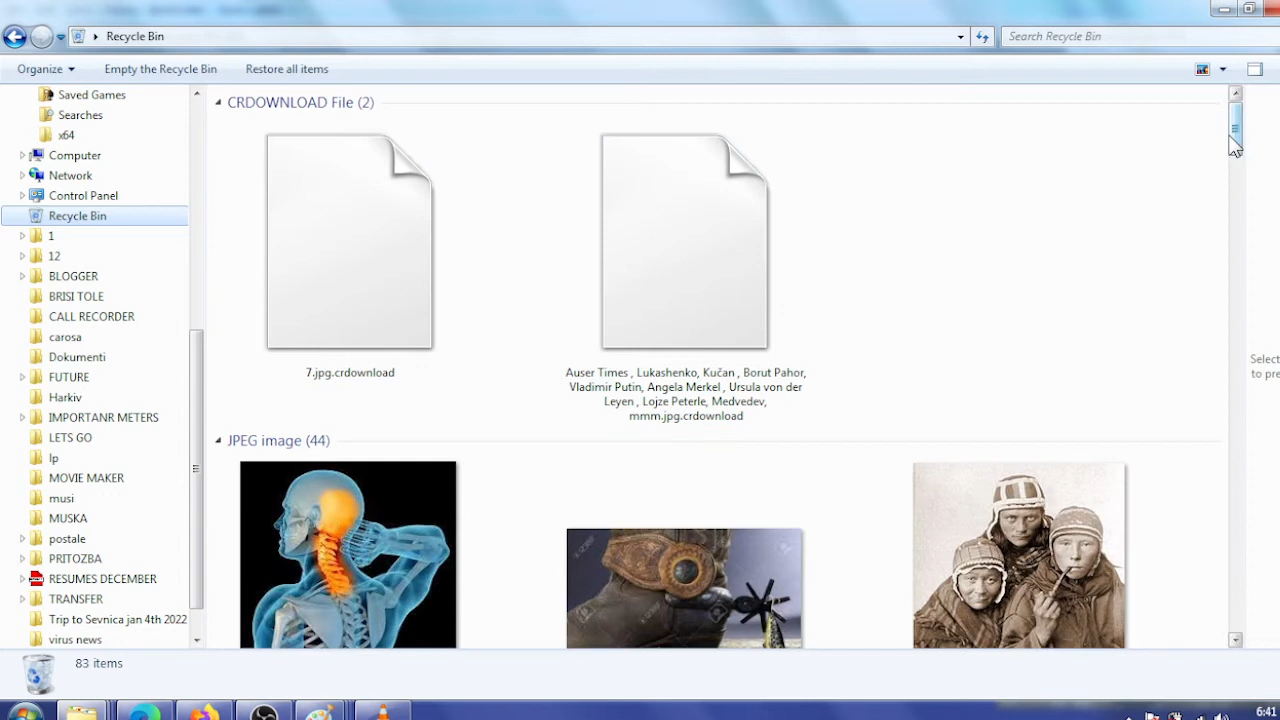 Recycle Bin
Search Recycle Bin
Organize
Empty the Recycle Bin
Restore all items
Saved Games
Searches
x64
Computer
Network
Control Panel
Recycle Bin
1
12
BLOGGER
BRISI TOLE
CALL RECORDER
carosa
Dokumenti
FUTURE
Harkiv
IMPORTANR METERS
LETS GO
lp
MOVIE MAKER
musi
MUSKA
postale
PRITOZBA
RESUMES DECEMBER
TRANSFER
Trip to Sevnica jan 4th 2022
virus news
CRDOWNLOAD File (2)
7.jpg.crdownload
Auser Times , Lukashenko, Kučan , Borut Pahor,
Vladimir Putin, Angela Merkel , Ursula von der
Leyen , Lojze Peterle, Medvedev,
mmm.jpg.crdownload
JPEG image (44)
Select
to pre
83 items
6:41